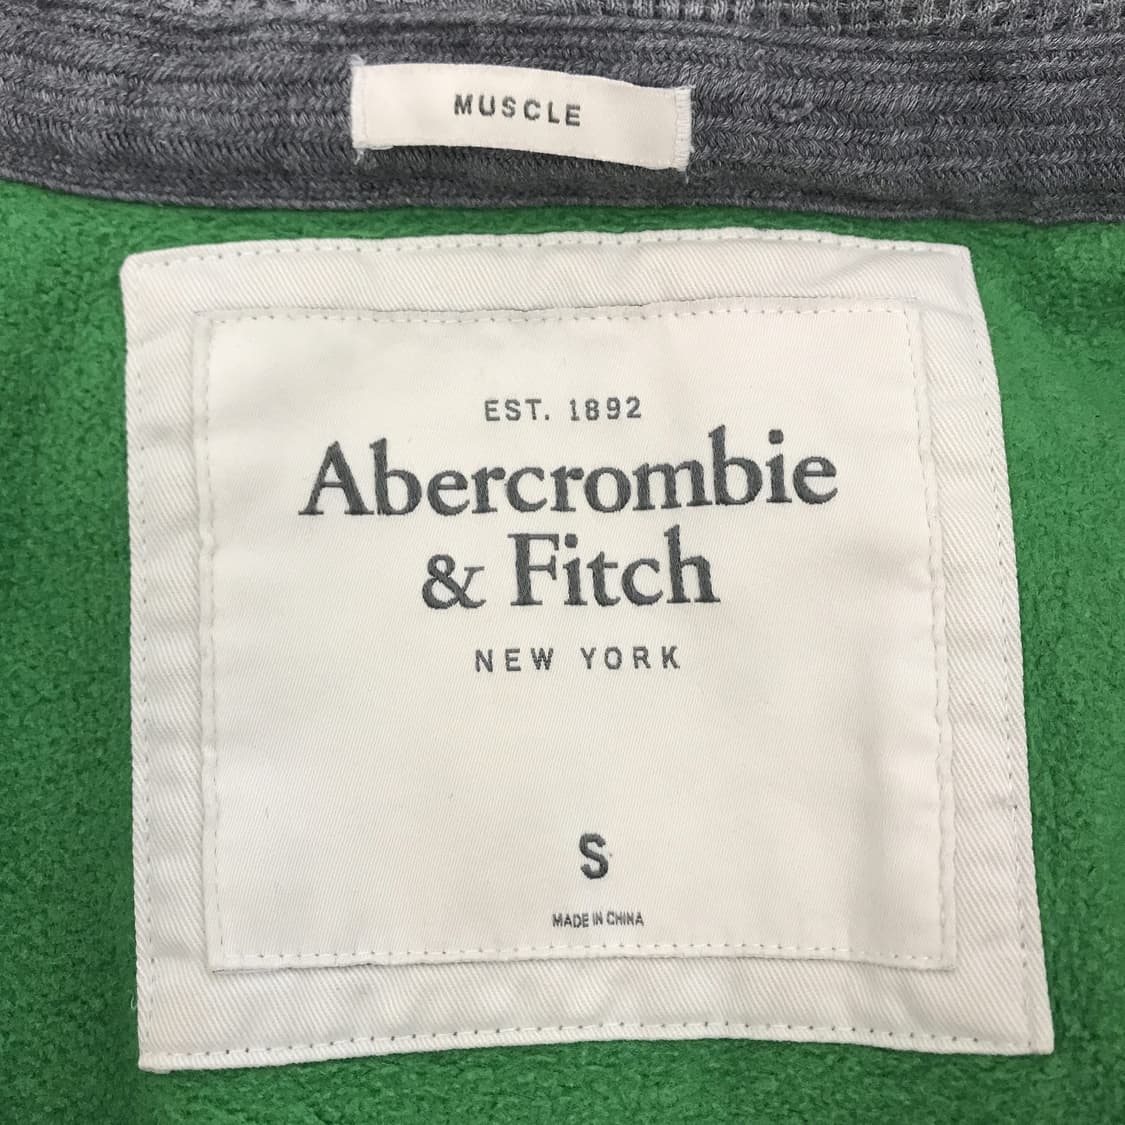 MUSCLE
EST. 1892
Abercrombie
& Fitch
NEW YORK
S
MADE IN CHINA